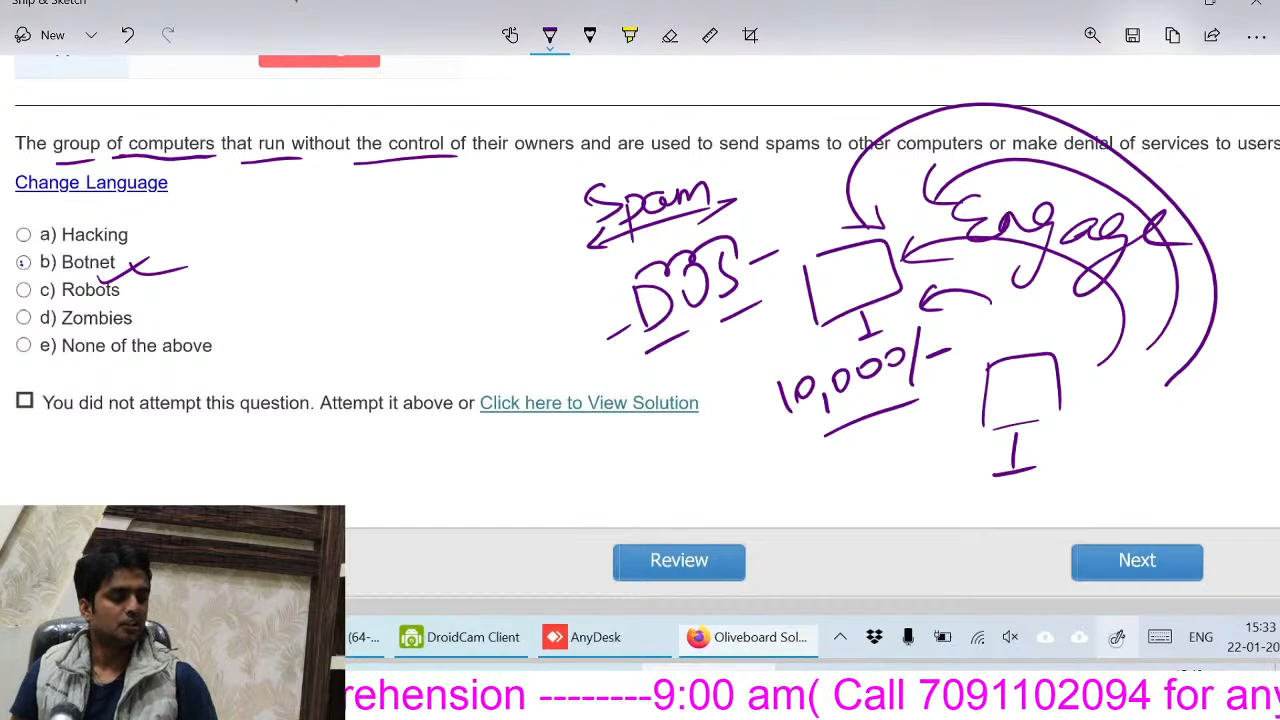 Snip & Sketch
New
The group of computers that run without the control of their owners and are used to send spams to other computers or make denial of services to users
Change Language
a) Hacking
b) Botnet
c) Robots
d) Zombies
e) None of the above
You did not attempt this question. Attempt it above or Click here to View Solution
Spam
Engage
DOS
10,000/-
Review
Next
(64-...
DroidCam Client
AnyDesk
Oliveboard Sol...
ENG
15:33
22-01-20
rehension --------9:00 am( Call 7091102094 for any